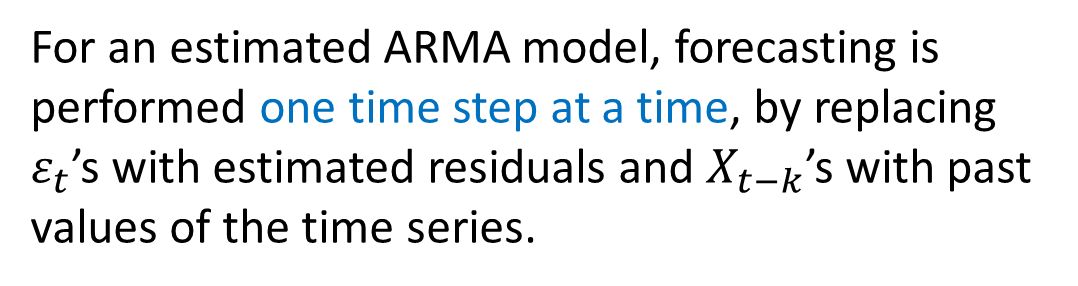 For an estimated ARMA model, forecasting is
performed one time step at a time, by replacing
𝜀ₜ’s with estimated residuals and 𝑋ₜ₋ₖ’s with past
values of the time series.